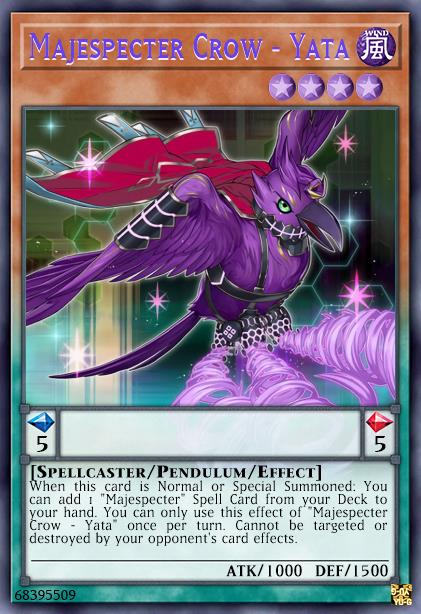 Majespecter Crow - Yata
WIND
風
5
5
[Spellcaster/Pendulum/Effect]
When this card is Normal or Special Summoned: You
can add 1 "Majespecter" Spell Card from your Deck to
your hand. You can only use this effect of "Majespecter
Crow - Yata" once per turn. Cannot be targeted or
destroyed by your opponent's card effects.
ATK/1000 DEF/1500
68395509